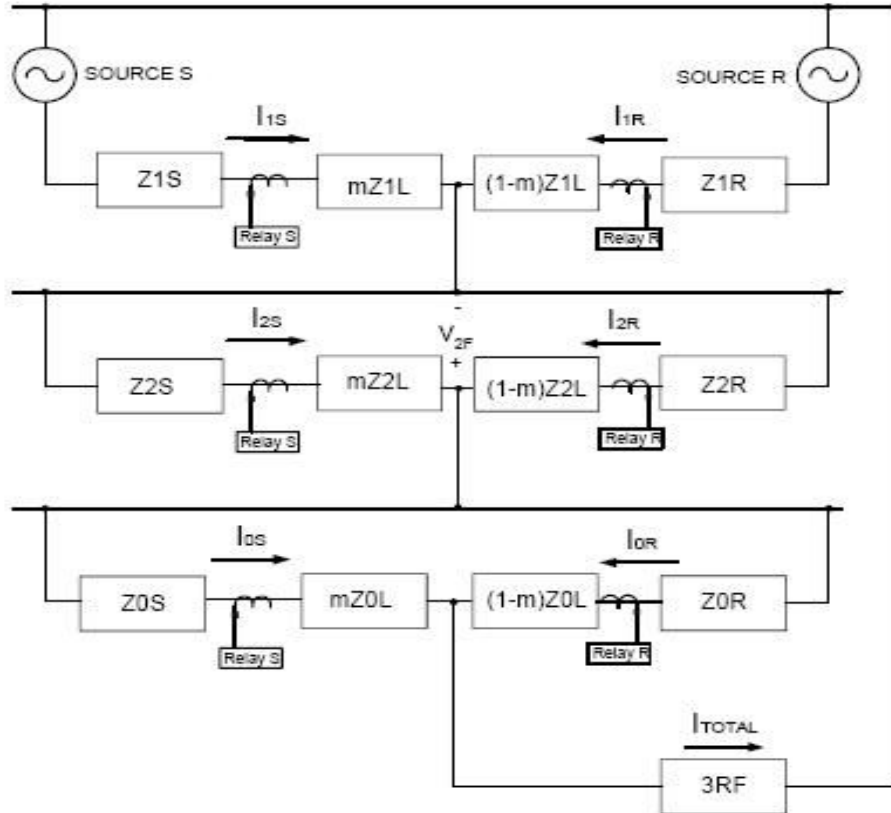 SOURCE S
SOURCE R
I1S
I1R
Z1S
mZ1L
(1-m)Z1L
Z1R
Relay S
Relay R
-
I2S
V2F
I2R
+
Z2S
mZ2L
(1-m)Z2L
Z2R
Relay S
Relay R
I0S
I0R
Z0S
mZ0L
(1-m)Z0L
Z0R
Relay S
Relay R
ITOTAL
3RF